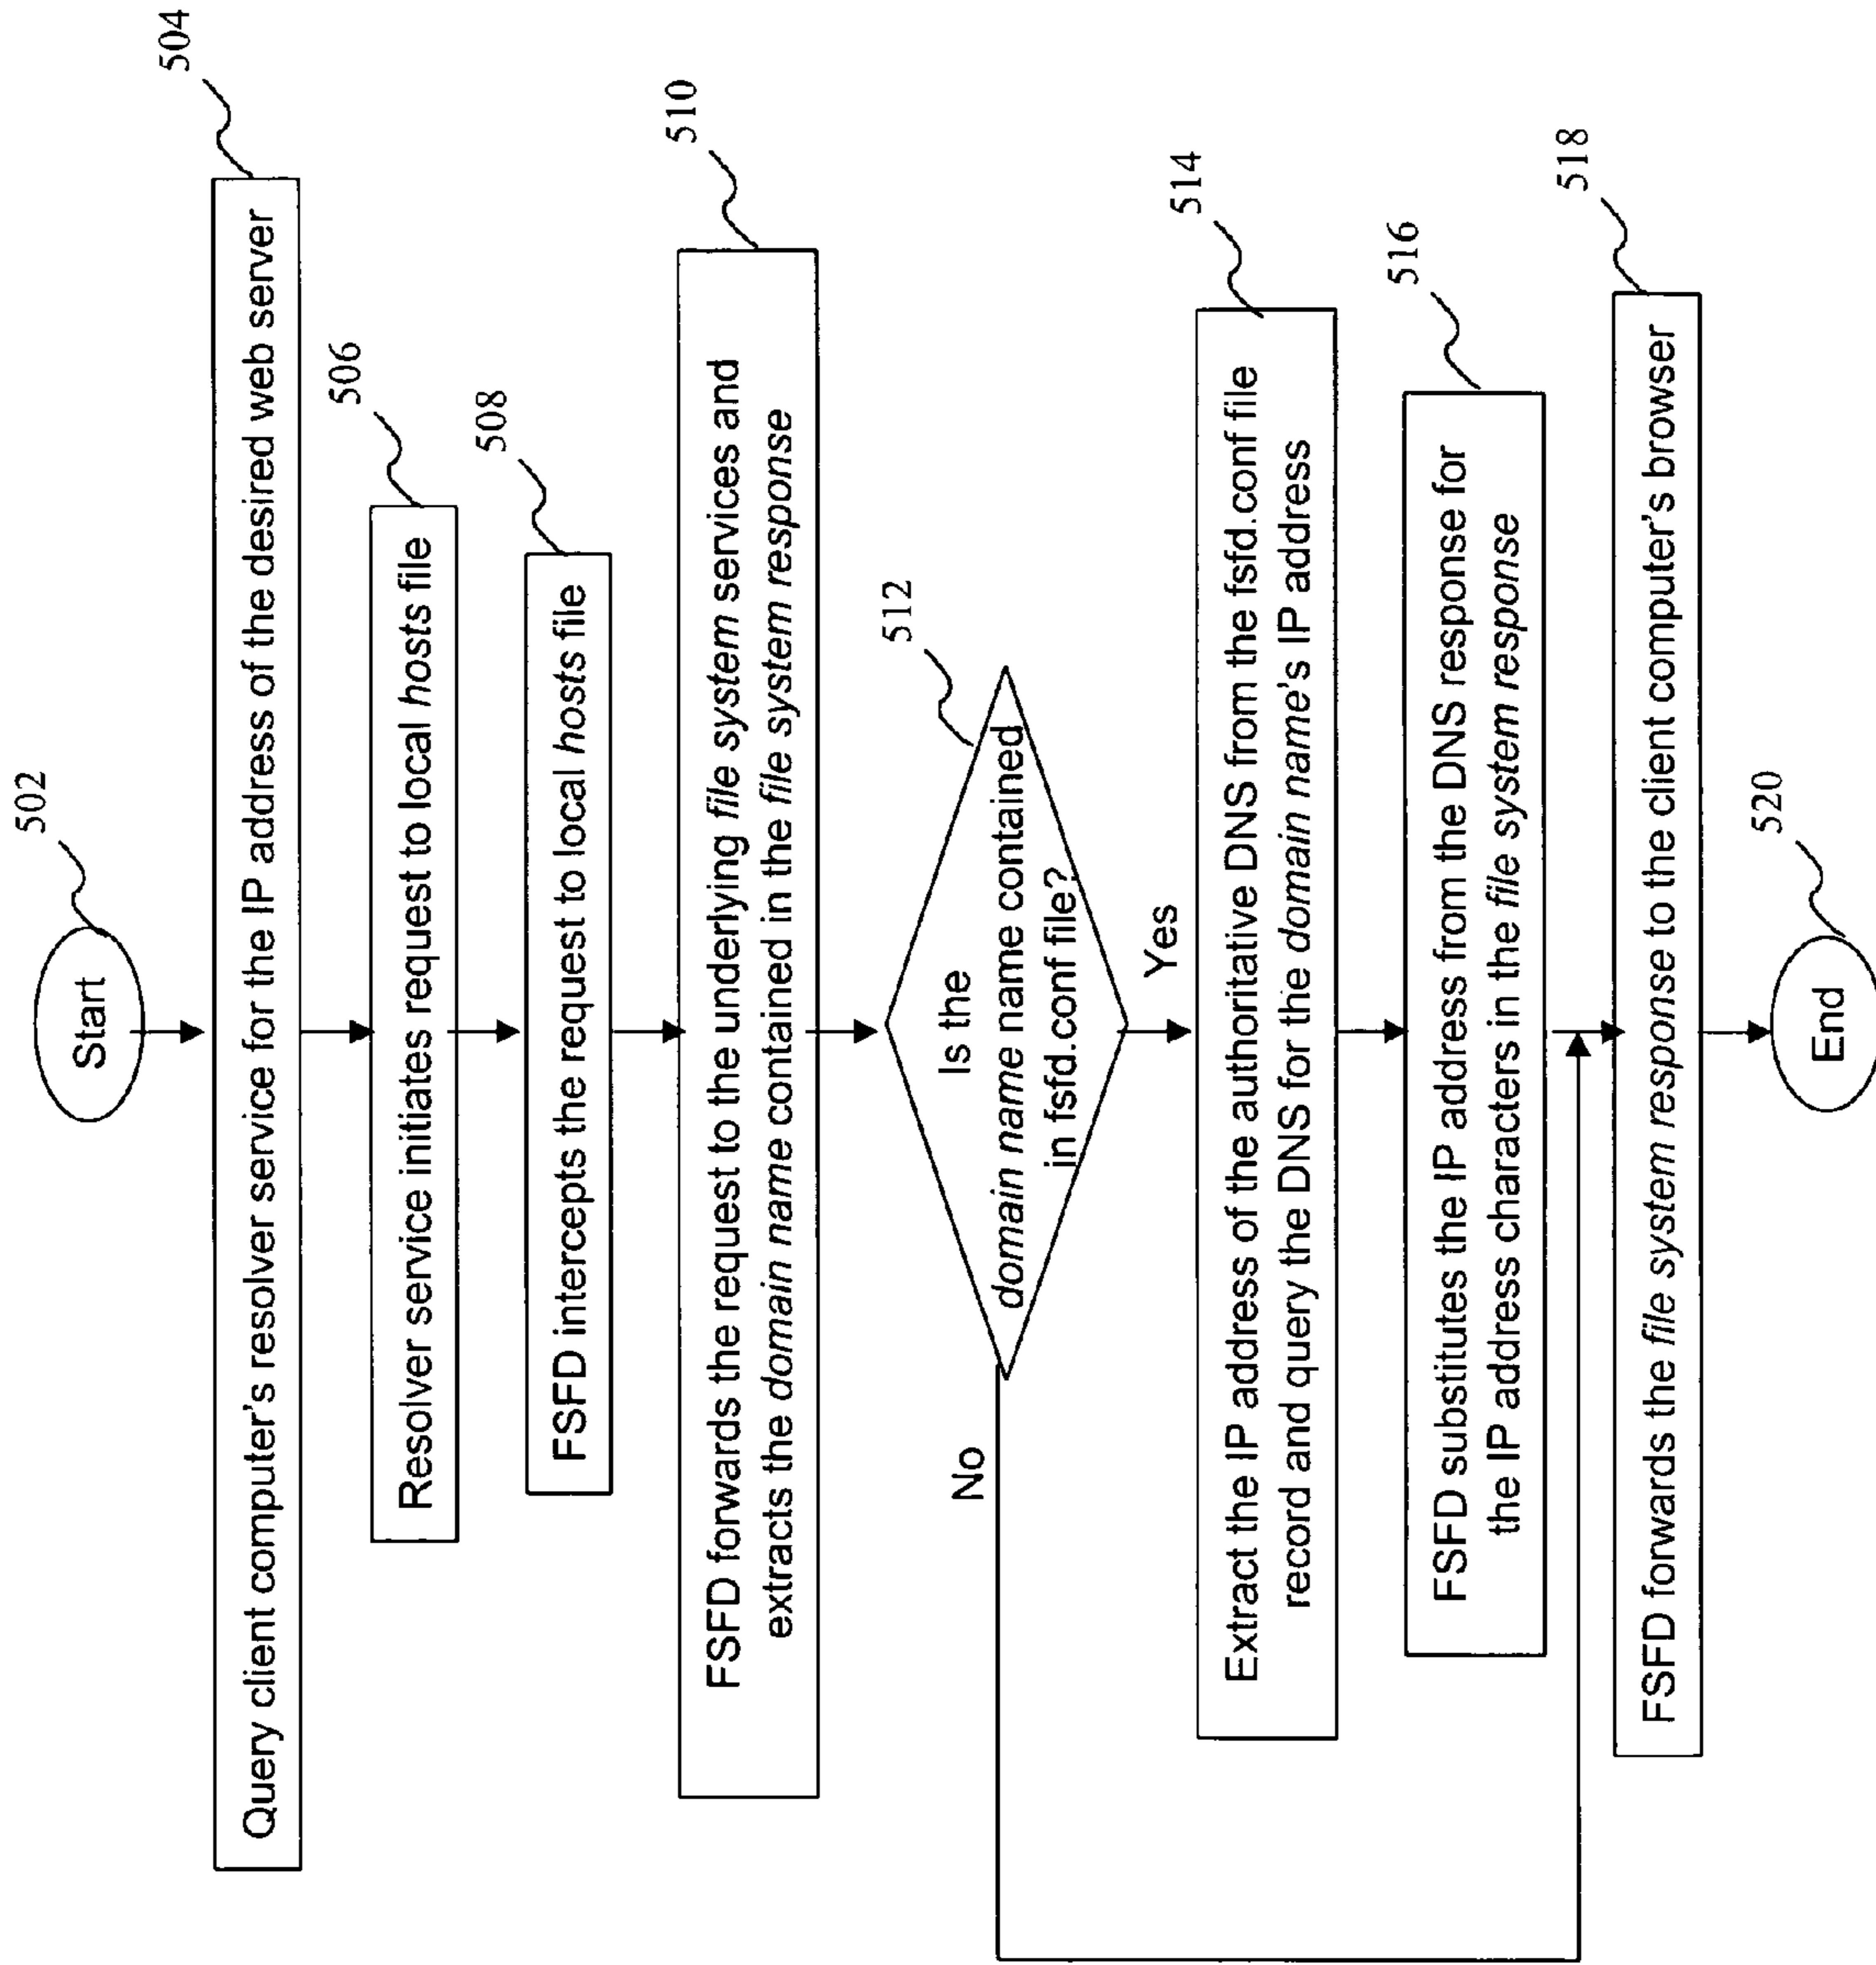 502
Start
504
Query client computer's resolver service for the IP address of the desired web server
506
Resolver service initiates request to local hosts file
508
FSFD intercepts the request to local hosts file
510
FSFD forwards the request to the underlying file system services and
extracts the domain name contained in the file system response
512
Is the
domain name name contained
in fsfd.conf file?
No
Yes
514
Extract the IP address of the authoritative DNS from the fsfd.conf file
record and query the DNS for the domain name's IP address
516
FSFD substitutes the IP address from the DNS response for
the IP address characters in the file system response
518
FSFD forwards the file system response to the client computer's browser
520
End